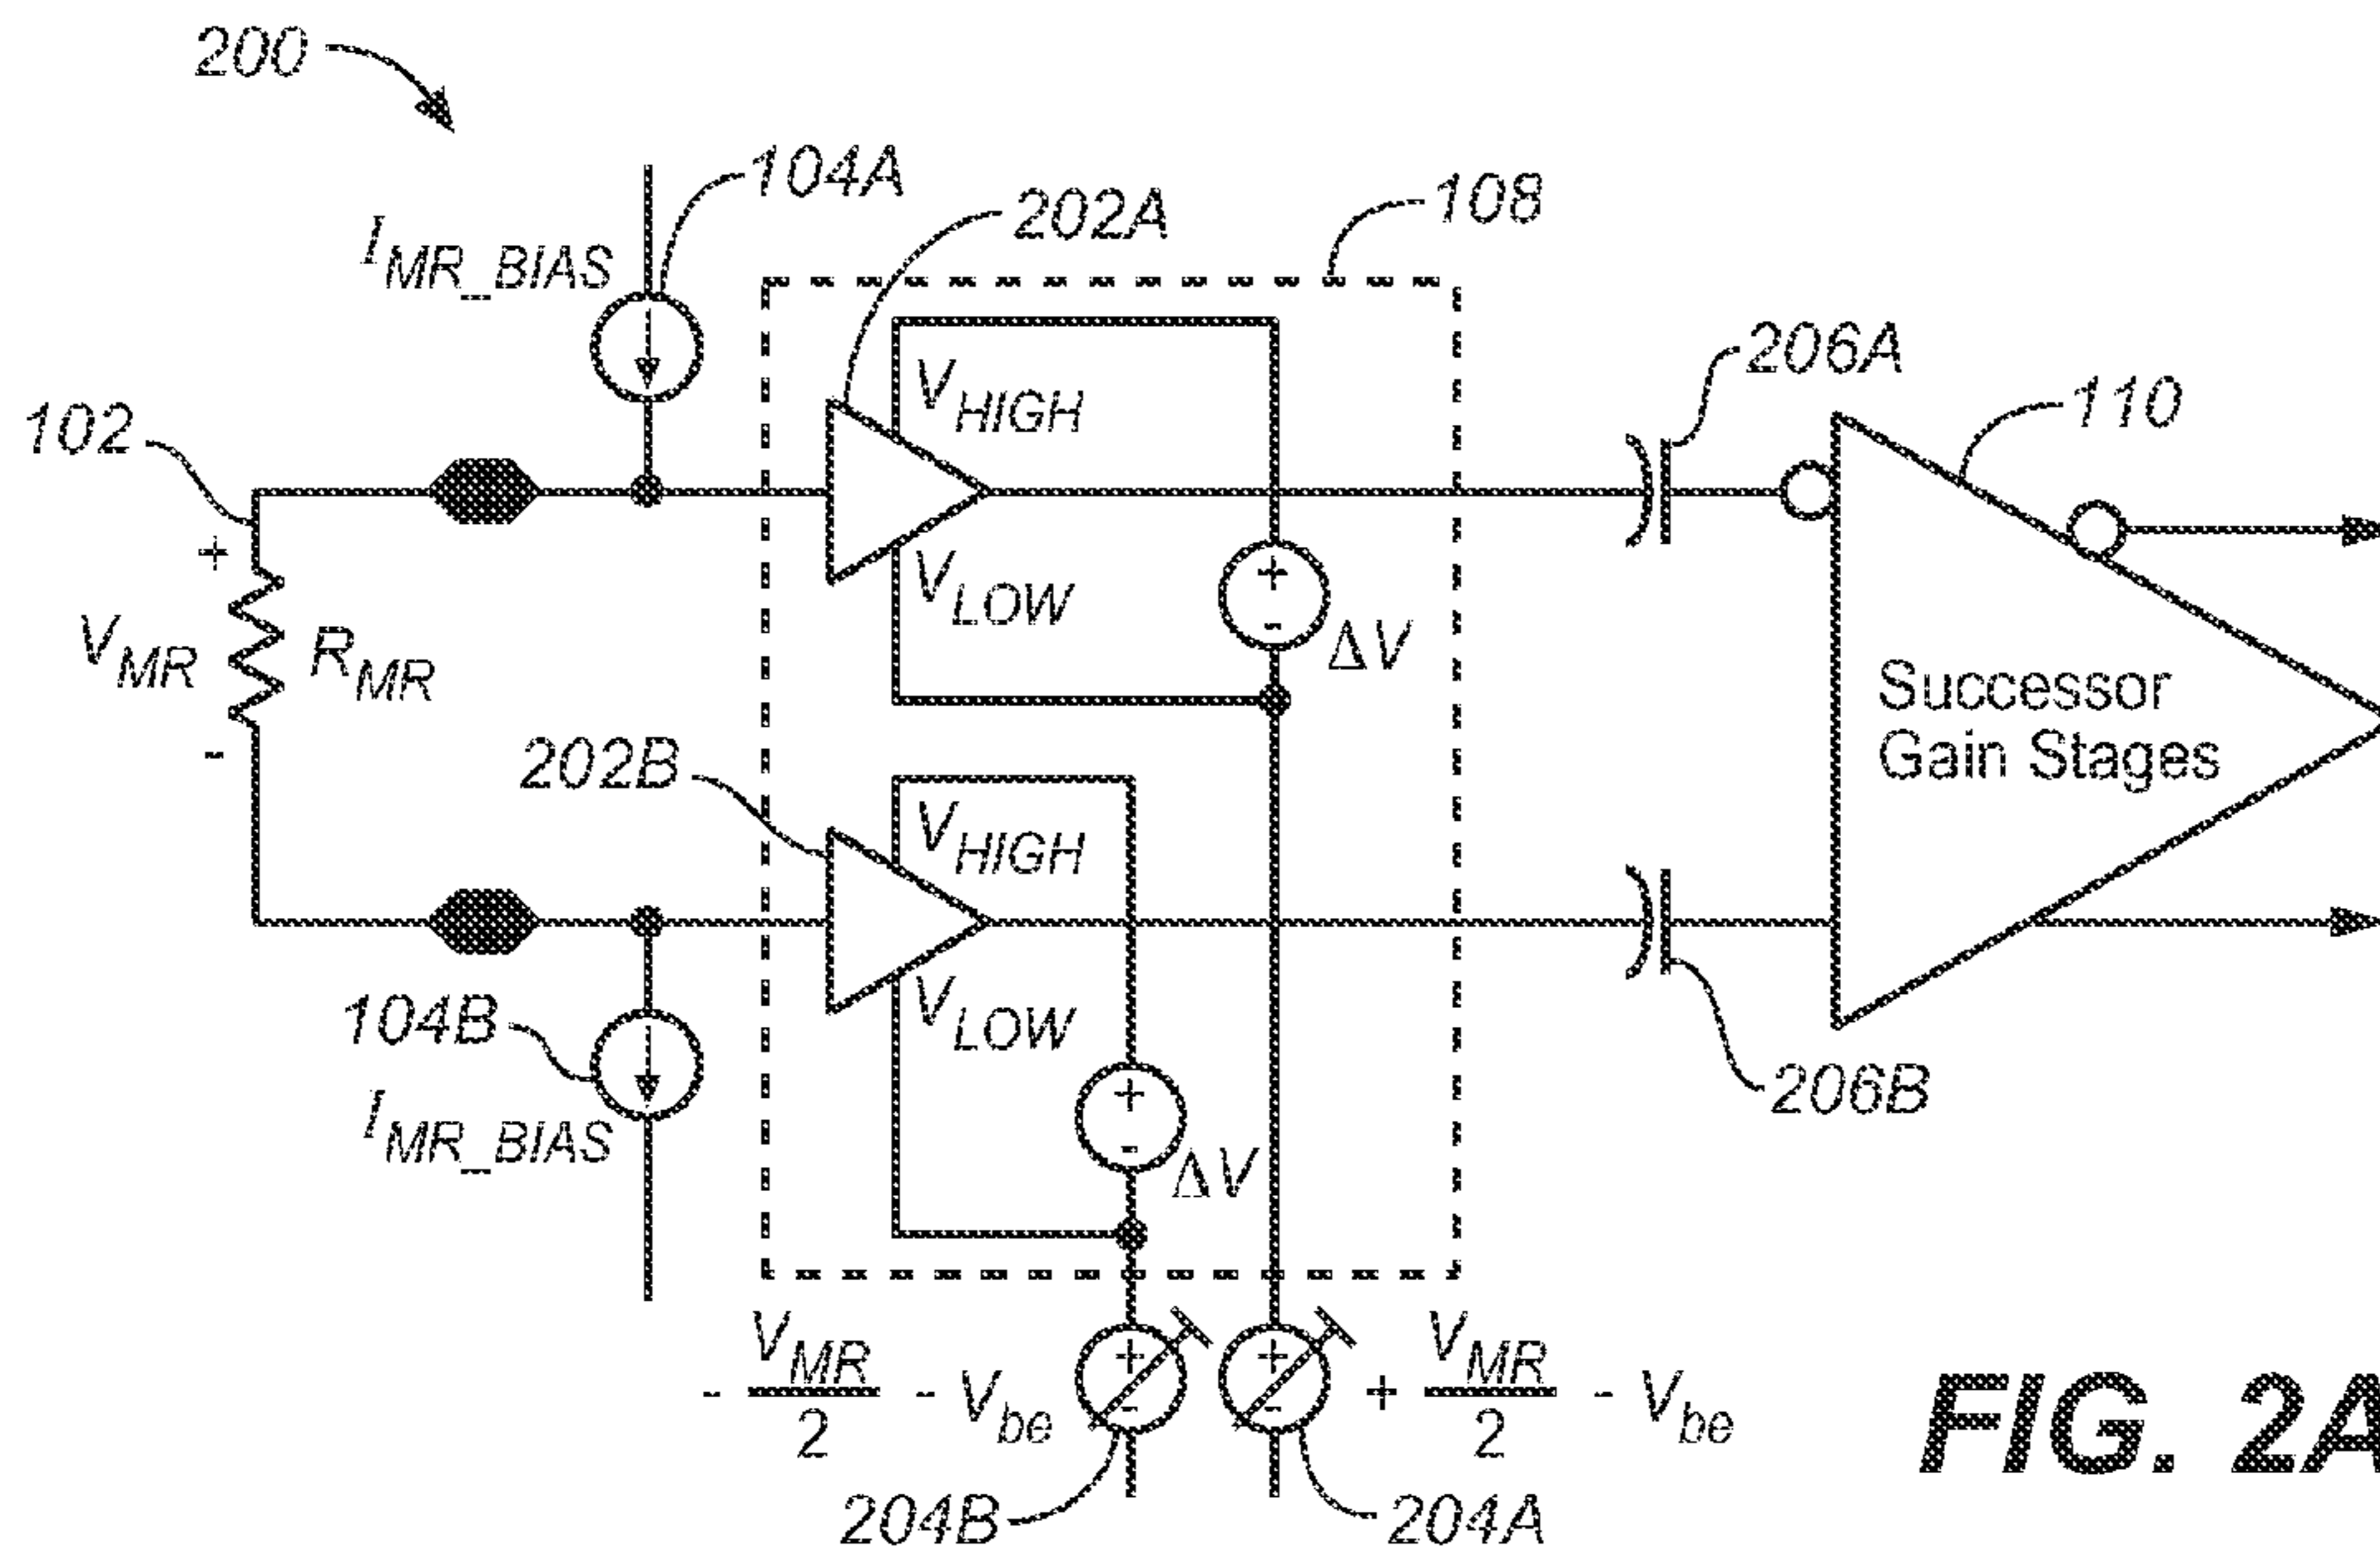 200
104A
202A
108
I_MR_BIAS
206A
110
102
V_HIGH
+
V_LOW
+
-
ΔV
V_MR
R_MR
Successor
Gain Stages
-
202B
V_HIGH
V_LOW
104B
206B
I_MR_BIAS
+
-
ΔV
- V_MR/2 - V_be
+
-
+
-
+ V_MR/2 - V_be
204B
204A
FIG. 2A